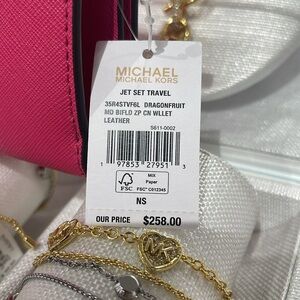 MICHAEL
MICHAEL KORS
JET SET TRAVEL
35R4STVF6L DRAGONFRUIT
MD BIFLD ZP CN WLLET
LEATHER
S611-0002
1 97853 27951 3
FSC
MIX
Paper
FSC® C012345
NS
OUR PRICE $258.00
MK